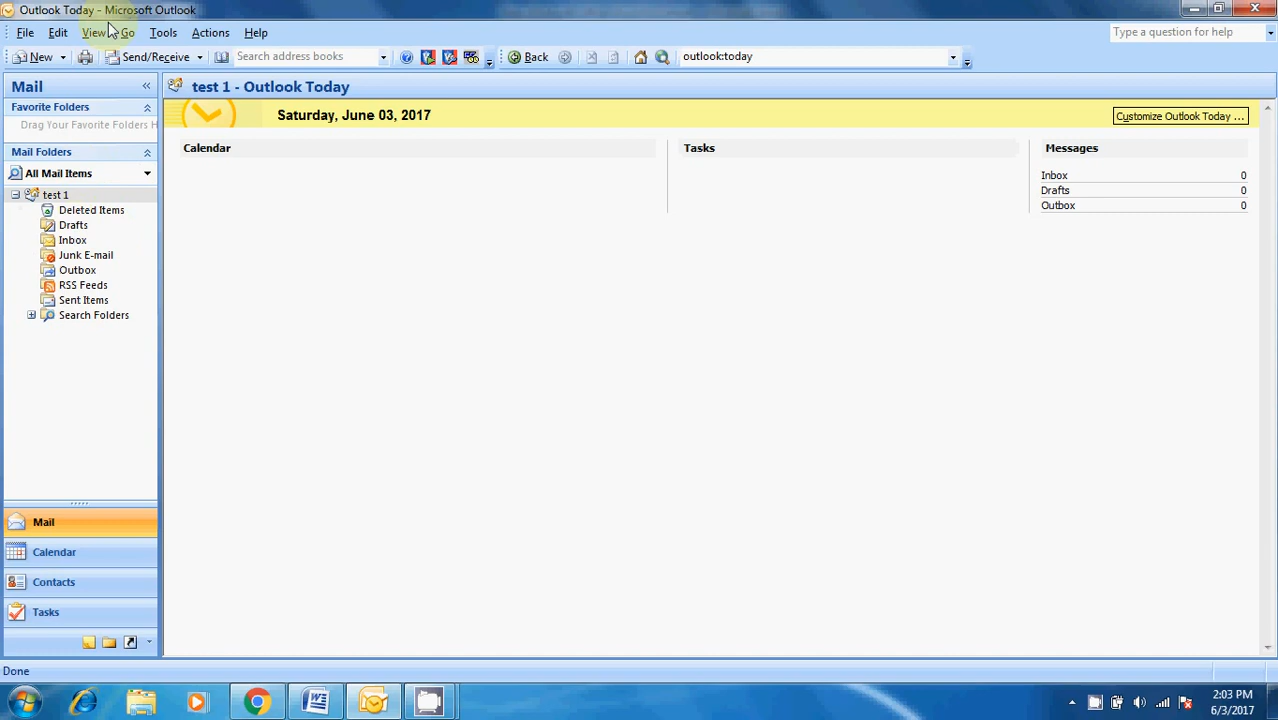 Outlook Today - Microsoft Outlook
File Edit View Go Tools Actions Help Type a question for help
New Send/Receive Search address books Back outlook:today
Mail test 1 - Outlook Today
Favorite Folders Saturday, June 03, 2017 Customize Outlook Today ...
Drag Your Favorite Folders H
Mail Folders Calendar Tasks Messages
All Mail Items Inbox 0
test 1 Drafts 0
Deleted Items Outbox 0
Drafts
Inbox
Junk E-mail
Outbox
RSS Feeds
Sent Items
Search Folders
Mail
Calendar
Contacts
Tasks
Done
2:03 PM
6/3/2017